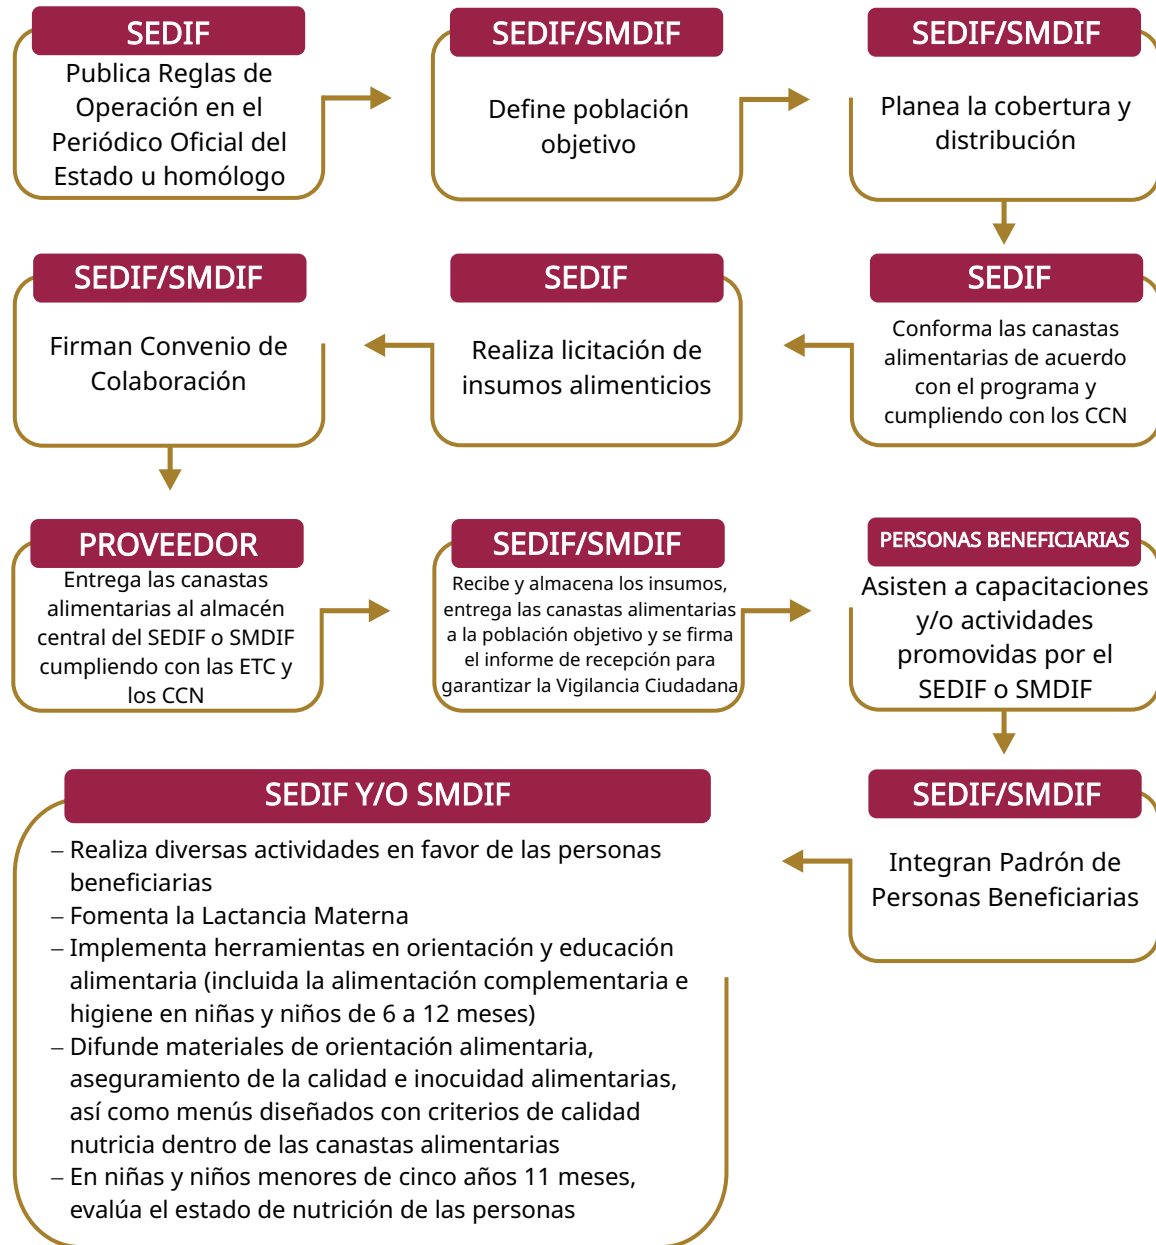 SEDIF
Publica Reglas de
Operación en el
Periódico Oficial del
Estado u homólogo
SEDIF/SMDIF
Define población
objetivo
SEDIF/SMDIF
Planea la cobertura y
distribución
SEDIF
Conforma las canastas
alimentarias de acuerdo
con el programa y
cumpliendo con los CCN
SEDIF
Realiza licitación de
insumos alimenticios
SEDIF/SMDIF
Firman Convenio de
Colaboración
PROVEEDOR
Entrega las canastas
alimentarias al almacén
central del SEDIF o SMDIF
cumpliendo con las ETC y
los CCN
SEDIF/SMDIF
Recibe y almacena los insumos,
entrega las canastas alimentarias
a la población objetivo y se firma
el informe de recepción para
garantizar la Vigilancia Ciudadana
PERSONAS BENEFICIARIAS
Asisten a capacitaciones
y/o actividades
promovidas por el
SEDIF o SMDIF
SEDIF/SMDIF
Integran Padrón de
Personas Beneficiarias
SEDIF Y/O SMDIF
– Realiza diversas actividades en favor de las personas
beneficiarias
– Fomenta la Lactancia Materna
– Implementa herramientas en orientación y educación
alimentaria (incluida la alimentación complementaria e
higiene en niñas y niños de 6 a 12 meses)
– Difunde materiales de orientación alimentaria,
aseguramiento de la calidad e inocuidad alimentarias,
así como menús diseñados con criterios de calidad
nutricia dentro de las canastas alimentarias
– En niñas y niños menores de cinco años 11 meses,
evalúa el estado de nutrición de las personas